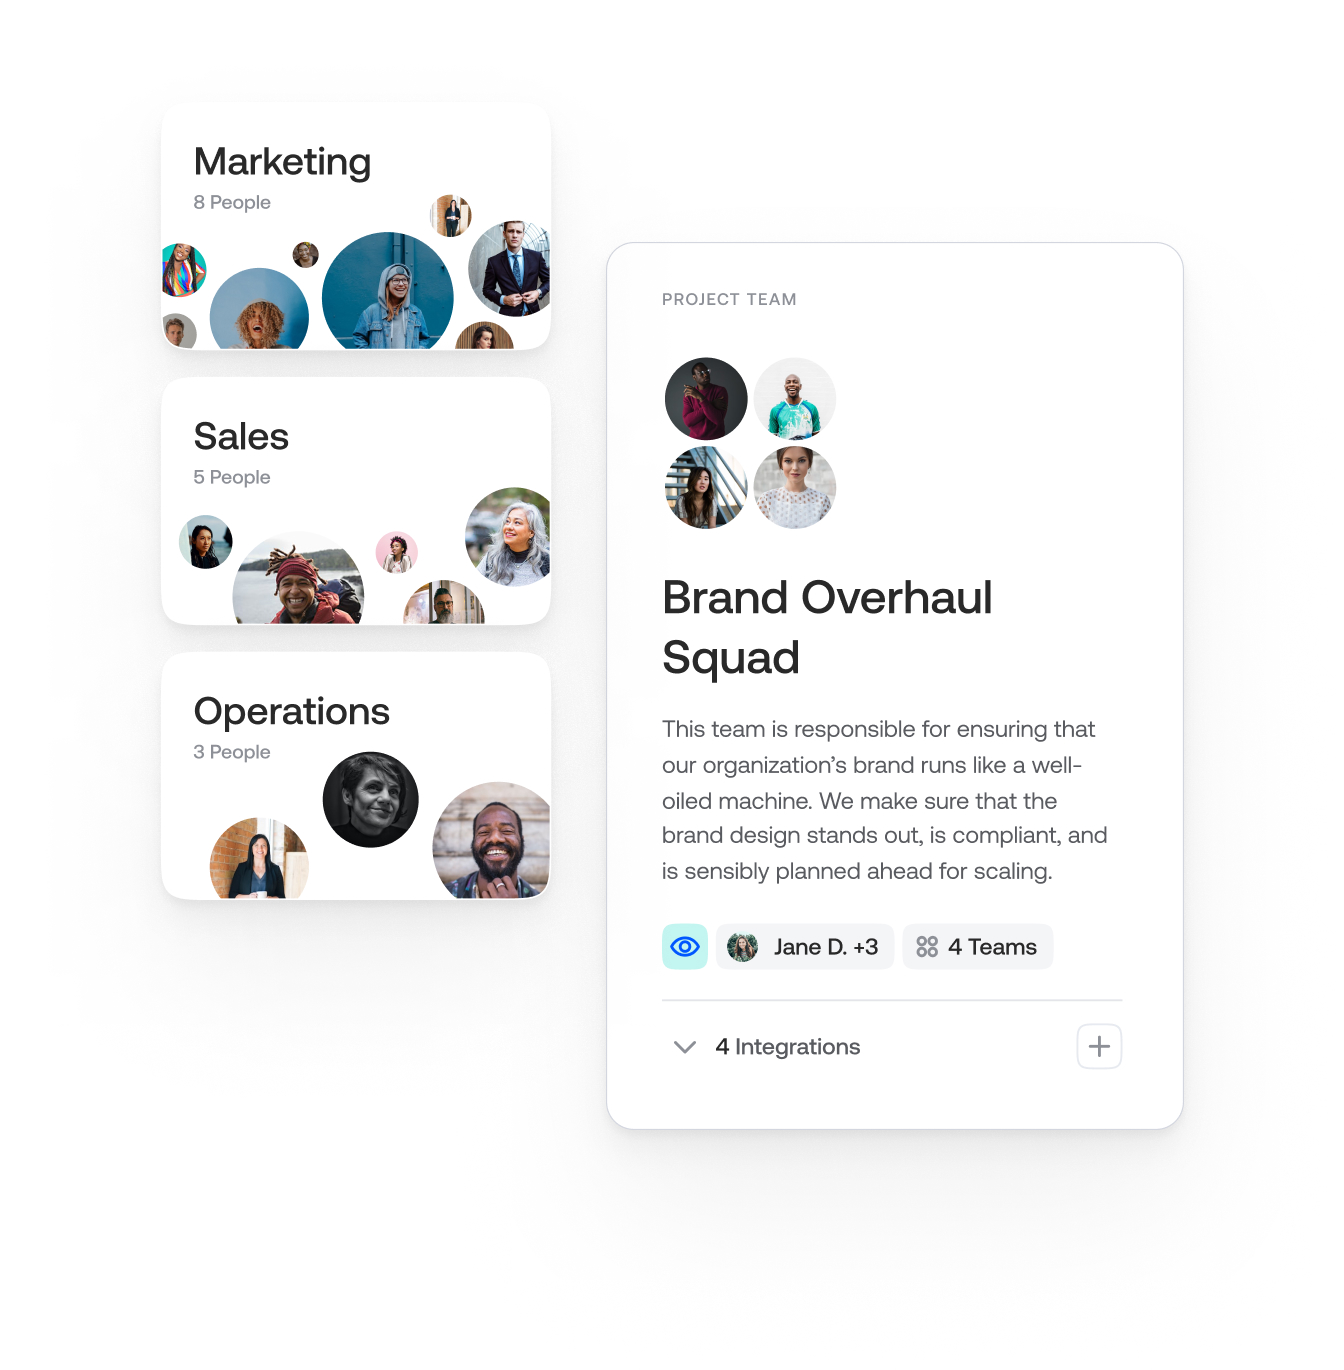 Marketing
8 People
Sales
5 People
Operations
3 People
PROJECT TEAM
Brand Overhaul
Squad
This team is responsible for ensuring that
our organization’s brand runs like a well-
oiled machine. We make sure that the
brand design stands out, is compliant, and
is sensibly planned ahead for scaling.
Jane D. +3
4 Teams
4 Integrations